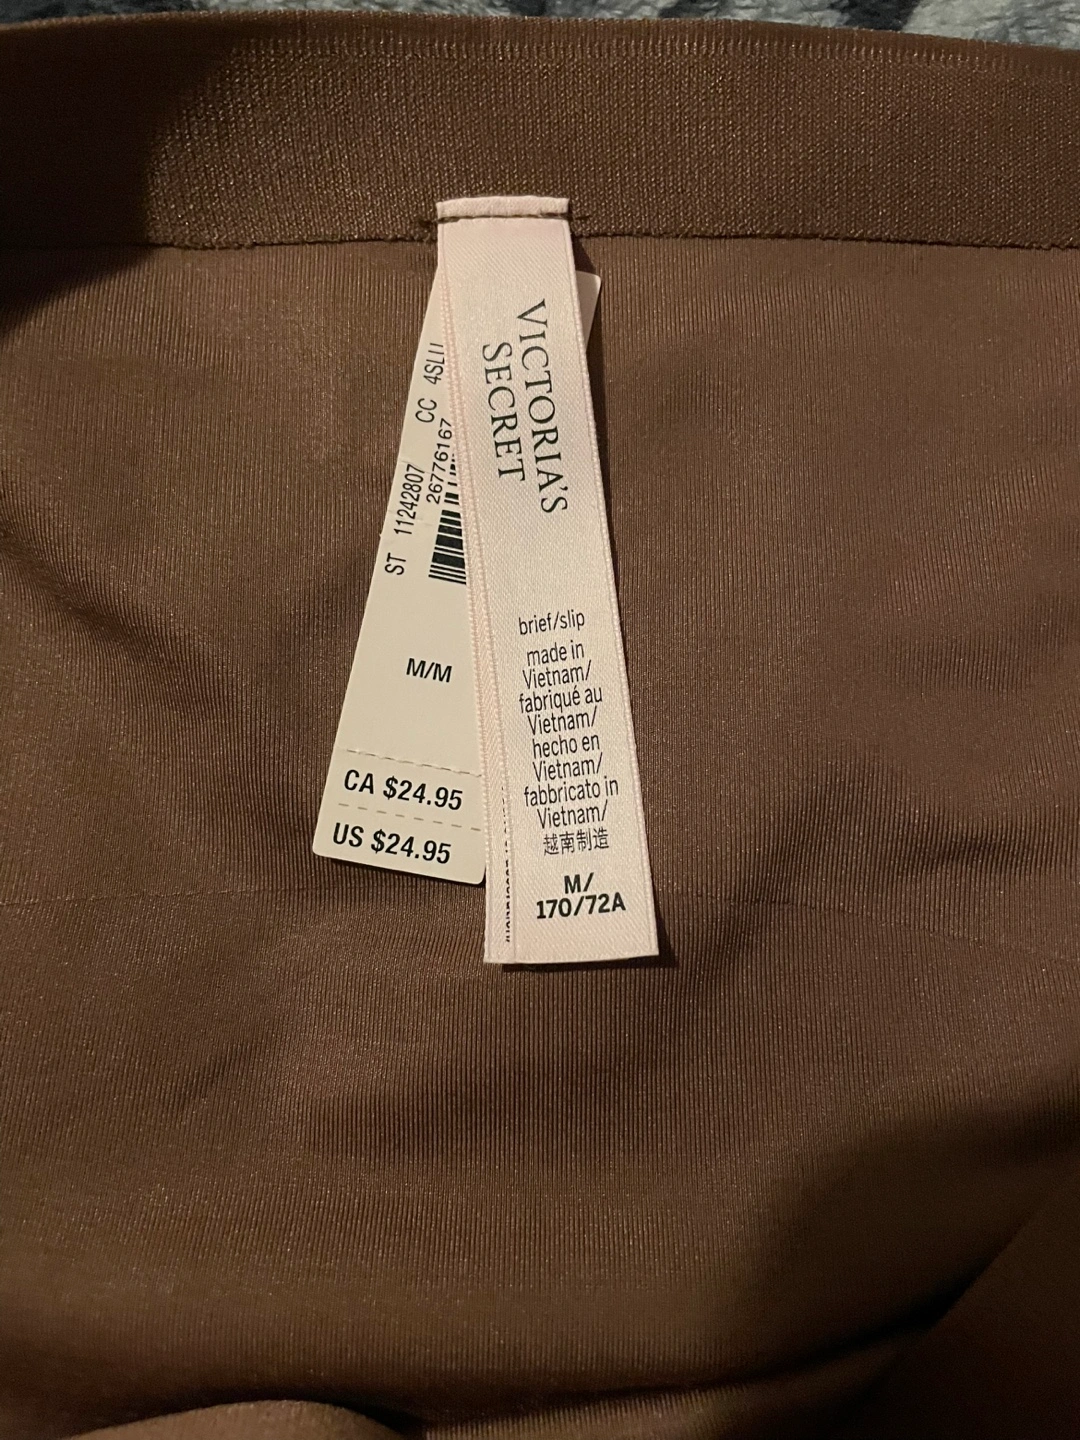 VICTORIA'S
SECRET
brief/slip
made in
Vietnam/
fabriqué au
Vietnam/
hecho en
Vietnam/
fabbricato in
Vietnam/
越南制造
M/
170/72A
ST 11242807 CC
26776167
M/M
CA $24.95
US $24.95